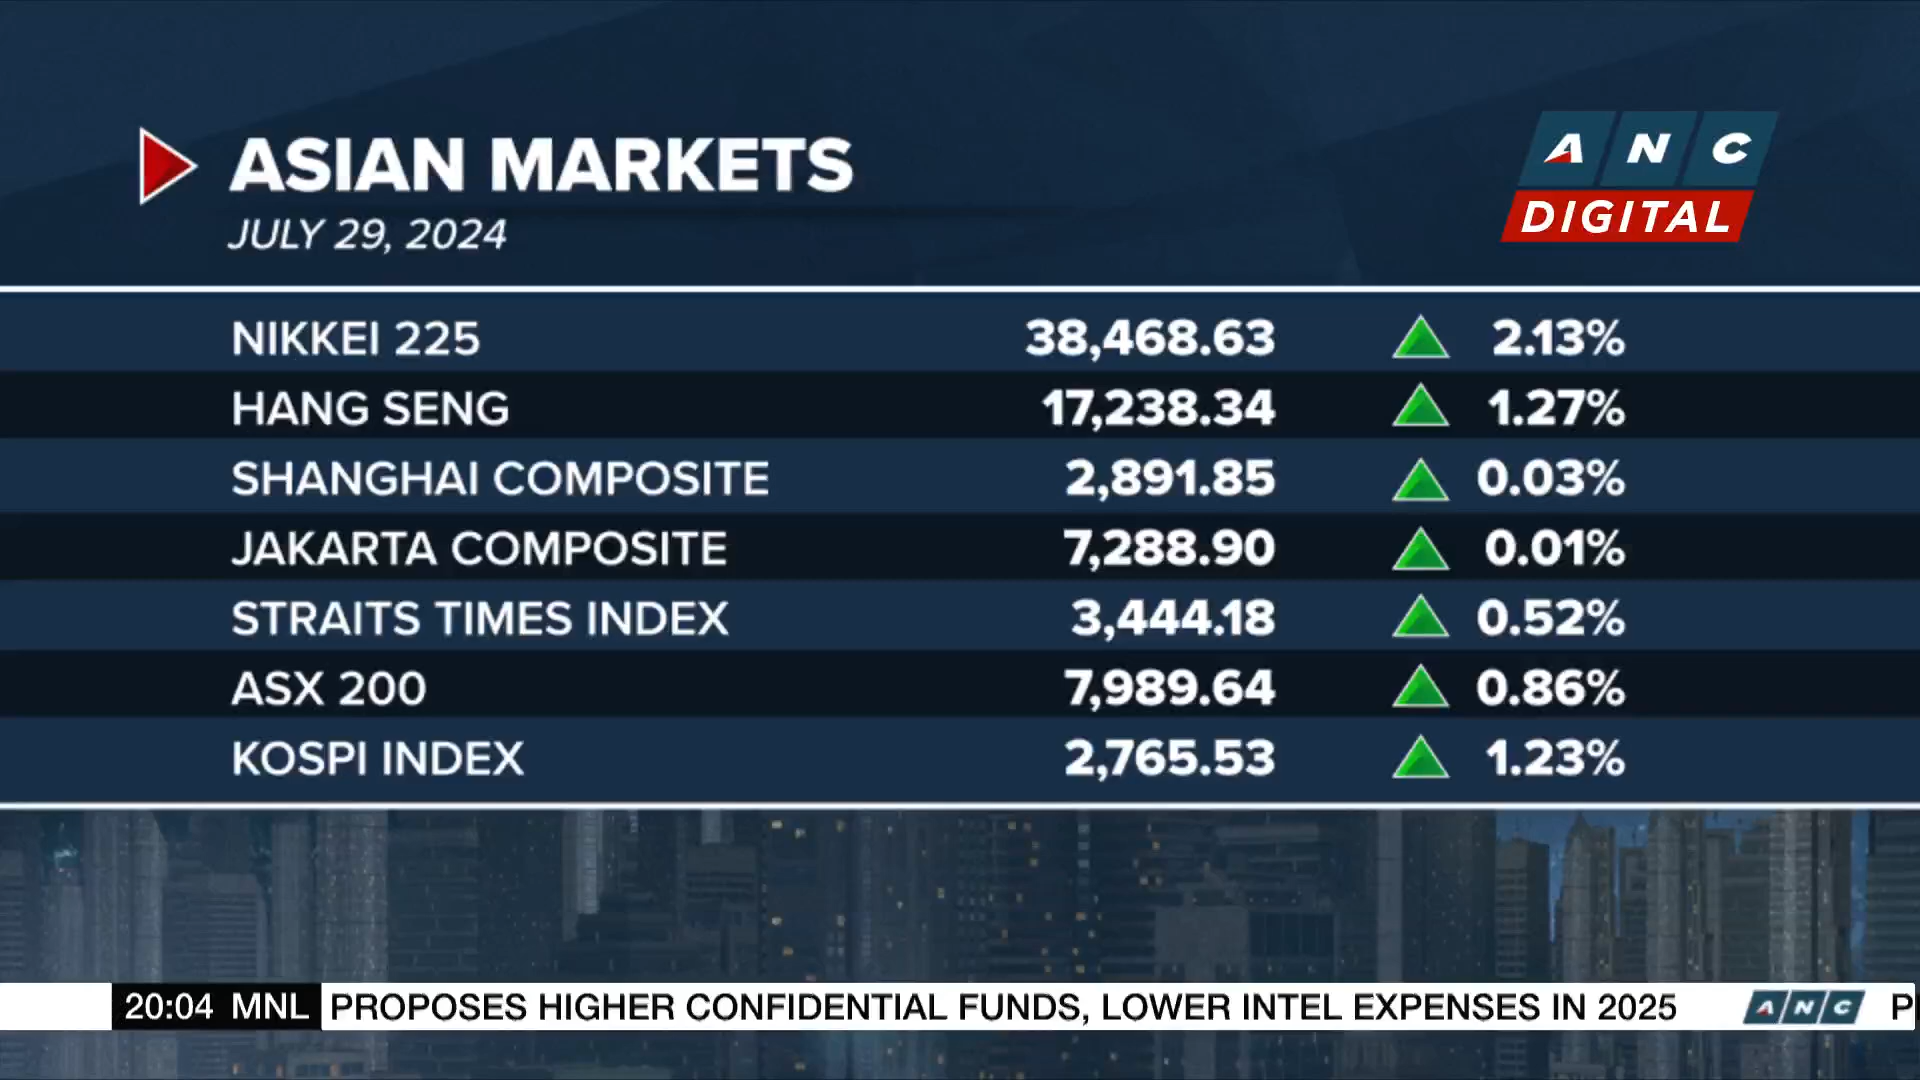 ASIAN MARKETS
JULY 29, 2024
ANC
DIGITAL
NIKKEI 225 38,468.63 2.13%
HANG SENG 17,238.34 1.27%
SHANGHAI COMPOSITE 2,891.85 0.03%
JAKARTA COMPOSITE 7,288.90 0.01%
STRAITS TIMES INDEX 3,444.18 0.52%
ASX 200 7,989.64 0.86%
KOSPI INDEX 2,765.53 1.23%
20:04 MNL PROPOSES HIGHER CONFIDENTIAL FUNDS, LOWER INTEL EXPENSES IN 2025 ANC P